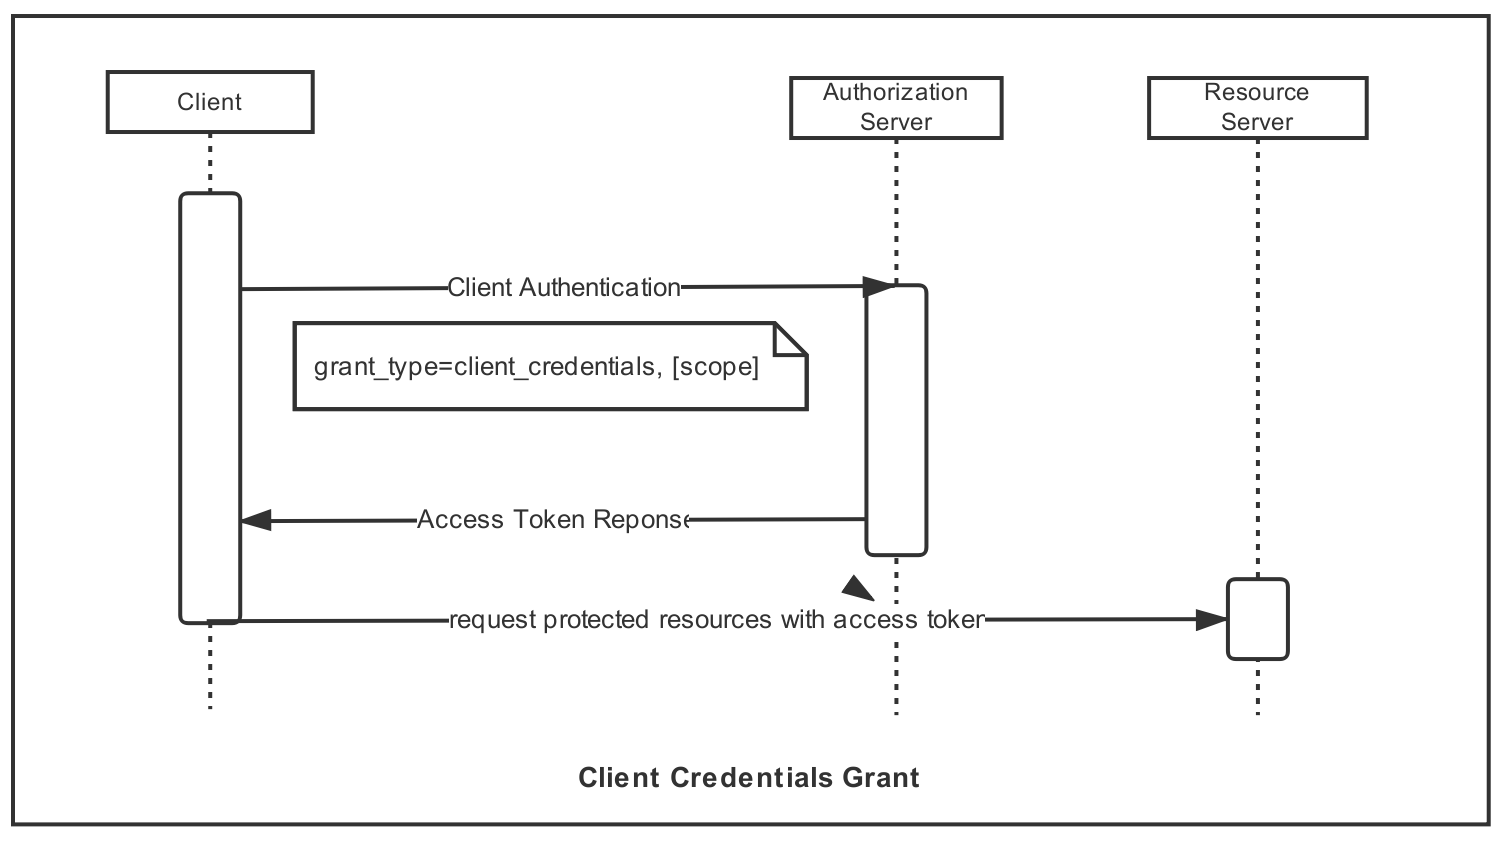 Client
Authorization
Server
Resource
Server
Client Authentication
grant_type=client_credentials, [scope]
Access Token Reponse
request protected resources with access token
Client Credentials Grant